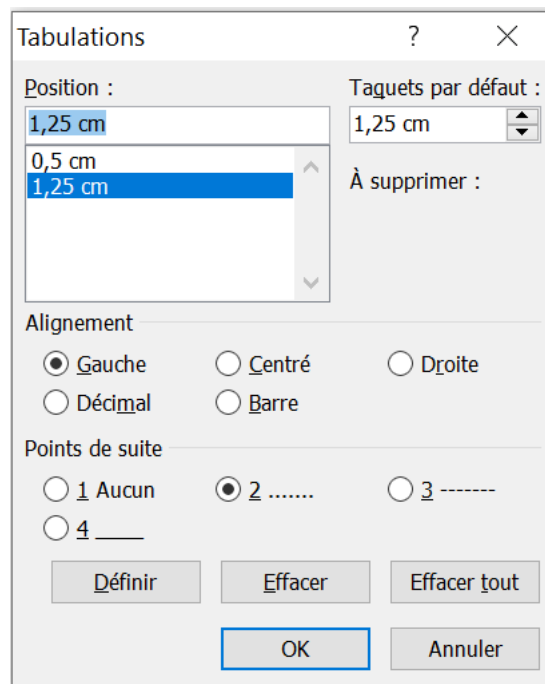 Tabulations ?
Position : Taquets par défaut :
1,25 cm 1,25 cm
0,5 cm
1,25 cm
À supprimer :
Alignement
Gauche Centré Droite
Décimal Barre
Points de suite
1 Aucun 2 ....... 3 -------
4 ____
Définir Effacer Effacer tout
OK Annuler